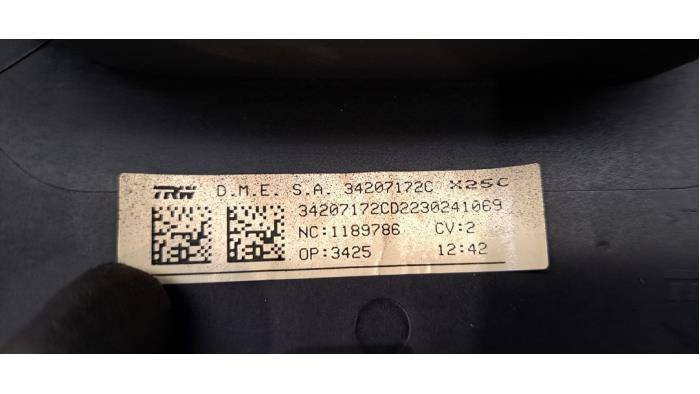 TRW D.M.E. S.A. 34207172C X25C
34207172CD2230241069
NC:1189786 CV:2
OP:3425 12:42